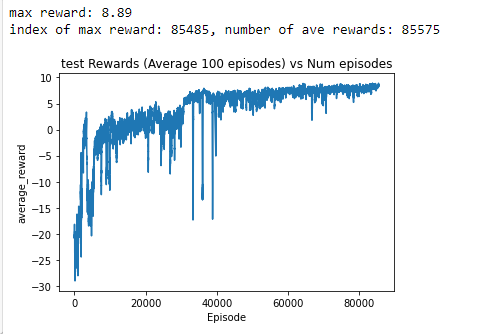 max reward: 8.89
index of max reward: 85485, number of ave rewards: 85575
test Rewards (Average 100 episodes) vs Num episodes
10
5
0
−5
−10
−15
−20
−25
−30
average_reward
0 20000 40000 60000 80000
Episode